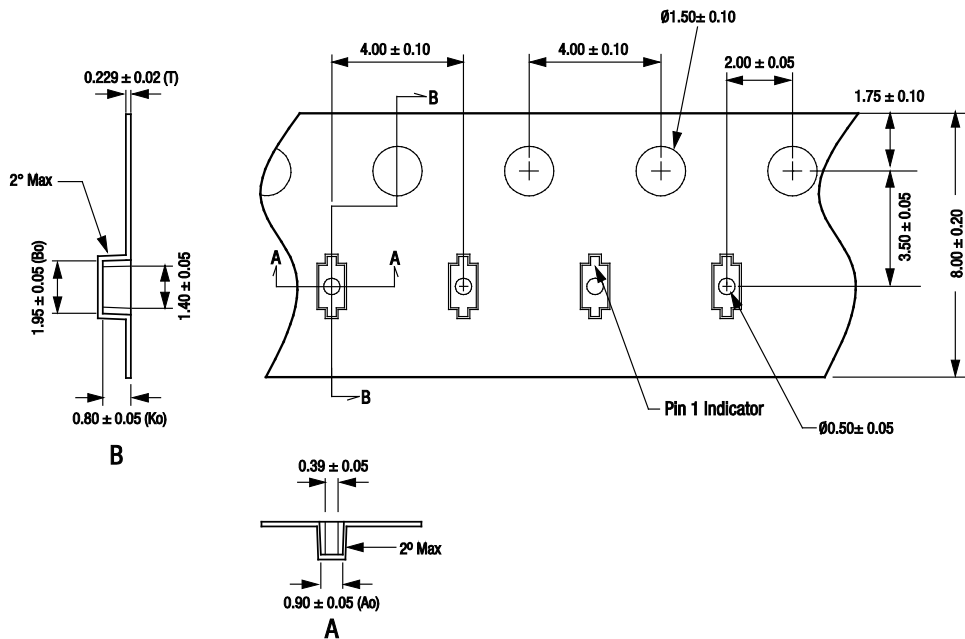 Ø1.50± 0.10
4.00 ± 0.10
4.00 ± 0.10
2.00 ± 0.05
0.229 ± 0.02 (T)
B
1.75 ± 0.10
2° Max
3.50 ± 0.05
8.00 ± 0.20
A
A
1.95 ± 0.05 (Bo)
1.40 ± 0.05
B
Pin 1 Indicator
0.80 ± 0.05 (Ko)
Ø0.50± 0.05
B
0.39 ± 0.05
2º Max
0.90 ± 0.05 (Ao)
A